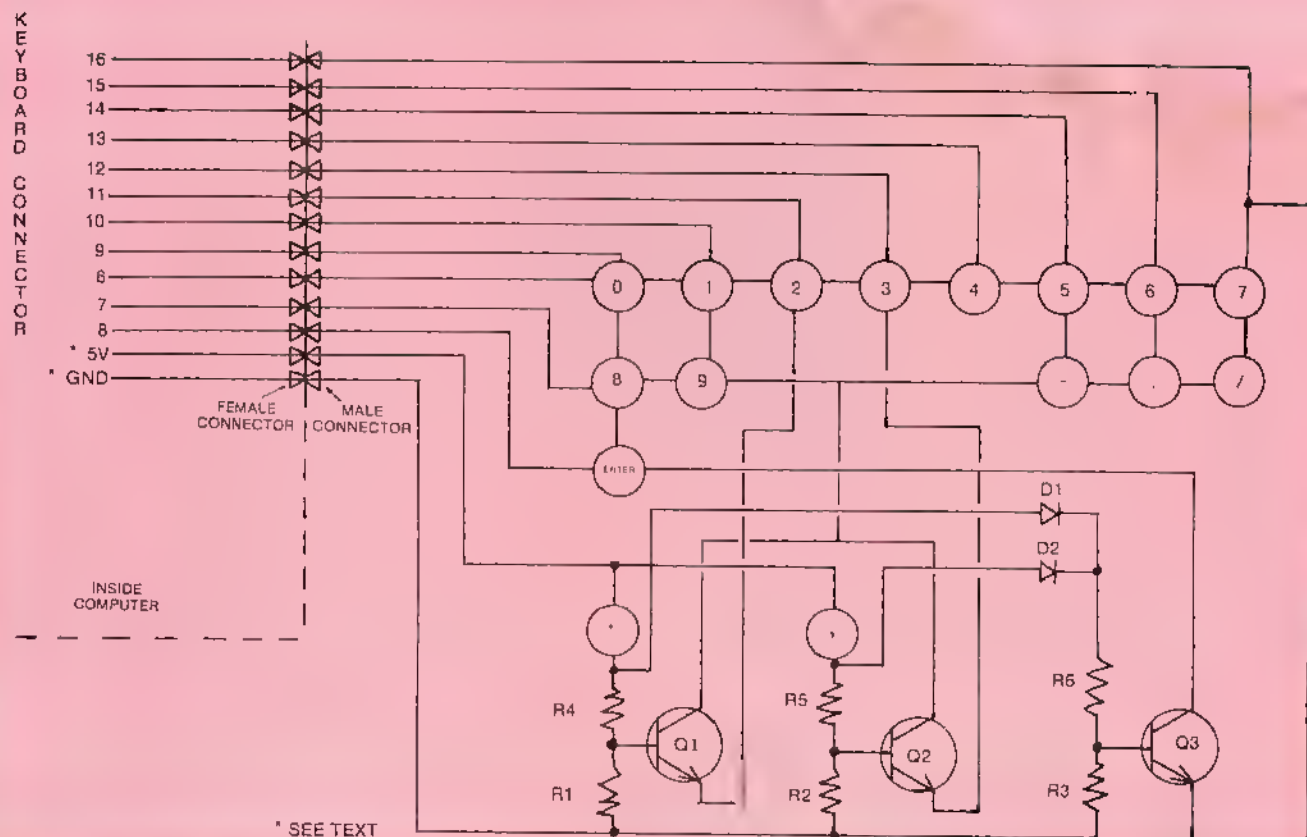 KEYBOARD CONNECTOR
16
15
14
13
12
11
10
9
6
7
8
* 5V
* GND
FEMALE CONNECTOR
MALE CONNECTOR
INSIDE COMPUTER
0 1 2 3 4 5 6 7
8 9 - . /
ENTER
D1
D2
* ,
R4
R5
R6
Q1
Q2
Q3
R1
R2
R3
* SEE TEXT